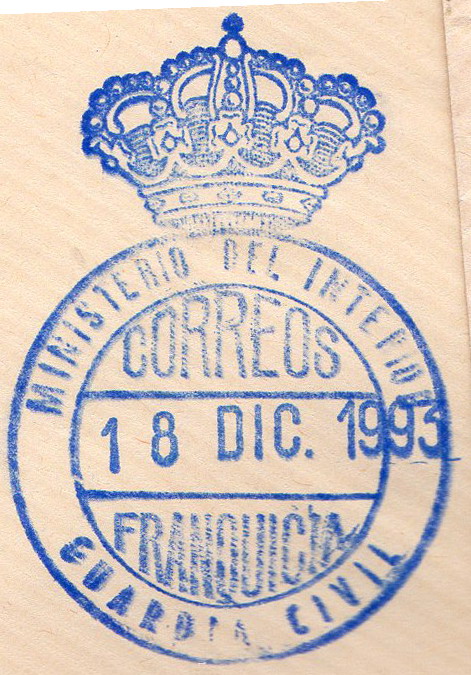 MINISTERIO DEL INTERIOR
CORREOS
18 DIC. 1993
FRANQUICIA
GUARDIA CIVIL